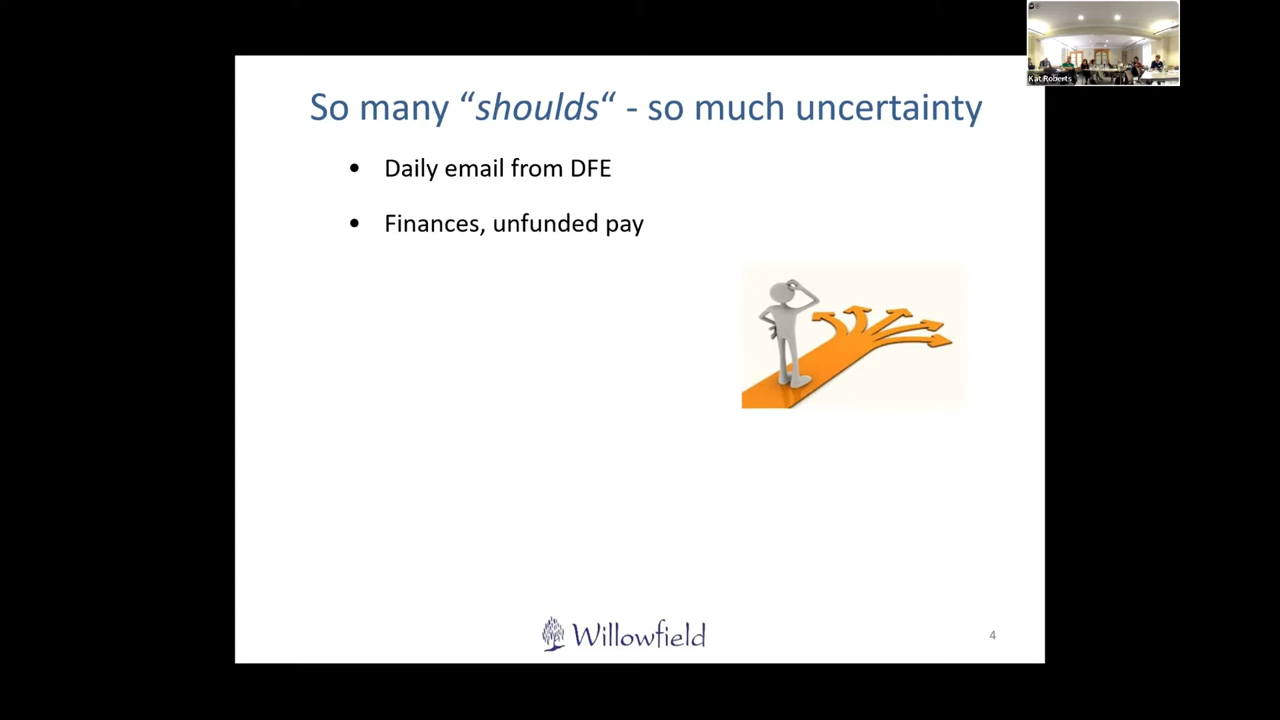 Kat Roberts
So many “shoulds“ - so much uncertainty
• Daily email from DFE
• Finances, unfunded pay
Willowfield
4